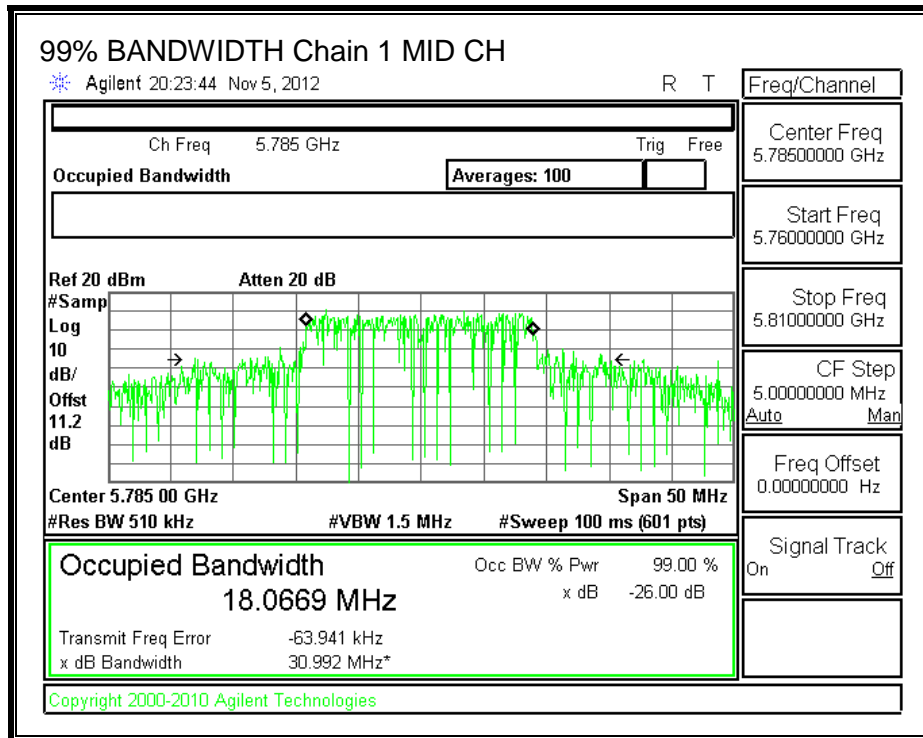 99% BANDWIDTH Chain 1 MID CH
Agilent 20:23:44 Nov 5, 2012 R T
Freq/Channel
Ch Freq 5.785 GHz Trig Free
Occupied Bandwidth Averages: 100
Center Freq
5.78500000 GHz
Start Freq
5.76000000 GHz
Stop Freq
5.81000000 GHz
CF Step
5.00000000 MHz
Auto Man
Freq Offset
0.00000000 Hz
Signal Track
On Off
Ref 20 dBm Atten 20 dB
#Samp
Log
10
dB/
Offst
11.2
dB
Center 5.785 00 GHz Span 50 MHz
#Res BW 510 kHz #VBW 1.5 MHz #Sweep 100 ms (601 pts)
Occupied Bandwidth Occ BW % Pwr 99.00 %
18.0669 MHz x dB -26.00 dB
Transmit Freq Error -63.941 kHz
x dB Bandwidth 30.992 MHz*
Copyright 2000-2010 Agilent Technologies